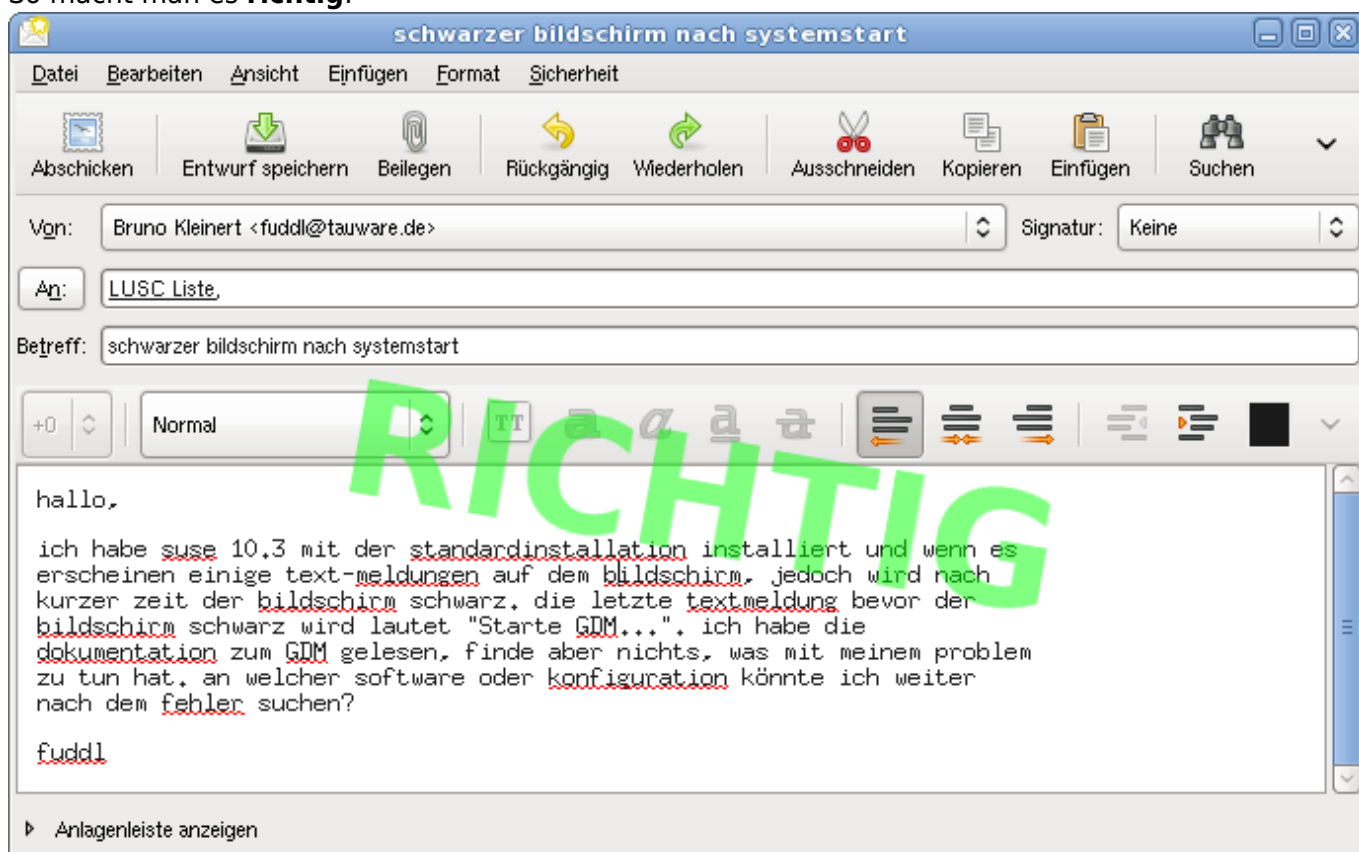 So macht man es richtig:
schwarzer bildschirm nach systemstart
Datei Bearbeiten Ansicht Einfügen Format Sicherheit
Abschicken Entwurf speichern Beilegen Rückgängig Wiederholen Ausschneiden Kopieren Einfügen Suchen
Von: Bruno Kleinert <fuddl@tauware.de> Signatur: Keine
An: LUSC Liste,
Betreff: schwarzer bildschirm nach systemstart
+0 Normal TT a a a a
RICHTIG
hallo,
ich habe suse 10.3 mit der standardinstallation installiert und wenn es
erscheinen einige text-meldungen auf dem bildschirm, jedoch wird nach
kurzer zeit der bildschirm schwarz. die letzte textmeldung bevor der
bildschirm schwarz wird lautet "Starte GDM...". ich habe die
dokumentation zum GDM gelesen, finde aber nichts, was mit meinem problem
zu tun hat. an welcher software oder konfiguration könnte ich weiter
nach dem fehler suchen?
fuddl
Anlagenleiste anzeigen